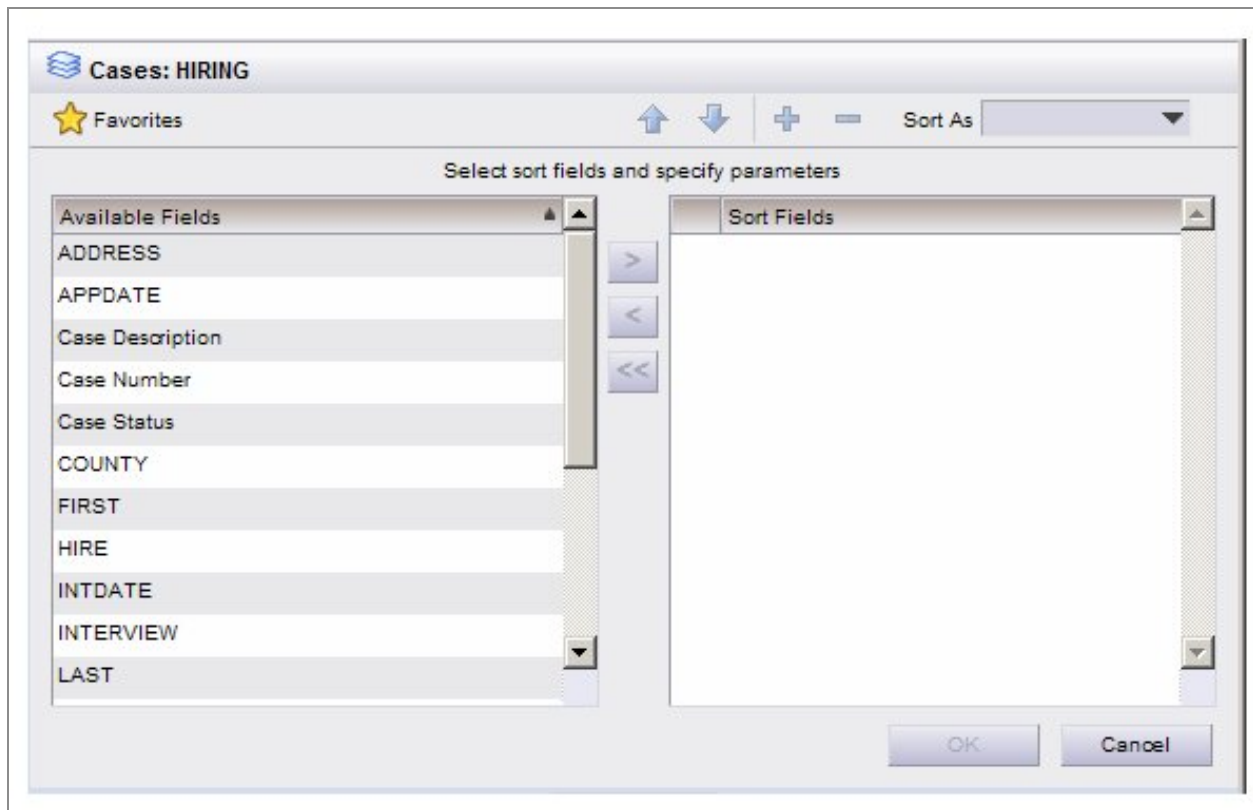 Cases: HIRING
Favorites
Sort As
Select sort fields and specify parameters
Available Fields
Sort Fields
ADDRESS
APPDATE
Case Description
Case Number
Case Status
COUNTY
FIRST
HIRE
INTDATE
INTERVIEW
LAST
>
<
<<
OK
Cancel